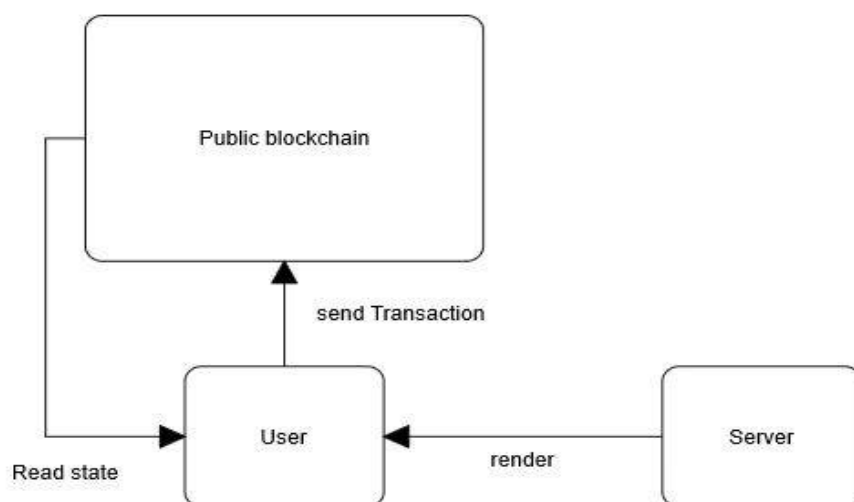 Public blockchain
send Transaction
User
Server
render
Read state